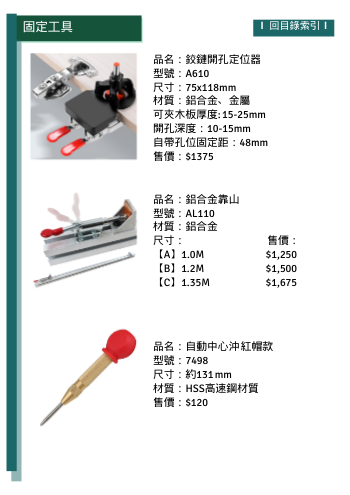 固定工具
I 回目錄索引 I
品名：鉸鏈開孔定位器
型號：A610
尺寸：75x118mm
材質：鋁合金、金屬
可夾木板厚度:15-25mm
開孔深度：10-15mm
自帶孔位固定距：48mm
售價：$1375
品名：鋁合金靠山
型號：AL110
材質：鋁合金
尺寸： 售價：
【A】1.0M $1,250
【B】1.2M $1,500
【C】1.35M $1,675
品名：自動中心沖紅帽款
型號：7498
尺寸：約131mm
材質：HSS高速鋼材質
售價：$120